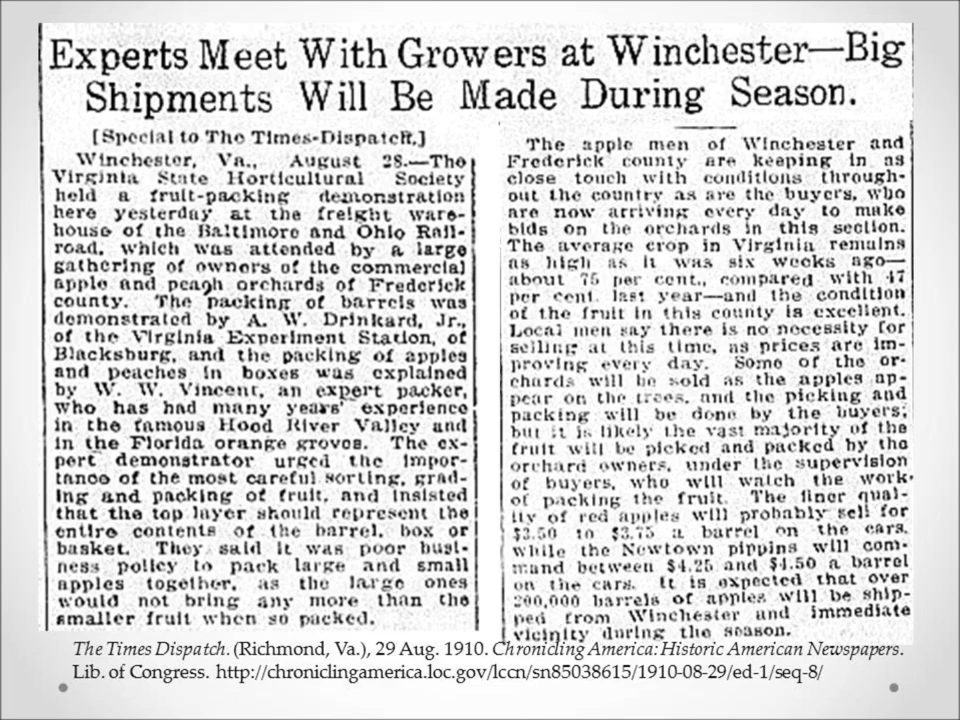 Experts Meet With Growers at Winchester—Big
Shipments Will Be Made During Season.
[Special to The Times-Dispatch.]
Winchester, Va., August 28.—The
Virginia State Horticultural Society
held a fruit-packing demonstration
here yesterday at the freight ware-
house of the Baltimore and Ohio Rail-
road, which was attended by a large
gathering of owners of the commercial
apple and peach orchards of Frederick
county. The packing of barrels was
demonstrated by A. W. Drinkard, Jr.,
of the Virginia Experiment Station, of
Blacksburg, and the packing of apples
and peaches in boxes was explained
by W. W. Vincent, an expert packer,
who has had many years' experience
in the famous Hood River Valley and
in the Florida orange groves. The ex-
pert demonstrator urged the impor-
tance of the most careful sorting, grad-
ing and packing of fruit, and insisted
that the top layer should represent the
entire contents of the barrel, box or
basket. They said it was poor busi-
ness policy to pack large and small
apples together, as the large ones
would not bring any more than the
smaller fruit when so packed.
The apple men of Winchester and
Frederick county are keeping in as
close touch with conditions through-
out the country as are the buyers, who
are now arriving every day to make
bids on the orchards in this section.
The average crop in Virginia remains
as high as it was six weeks ago—
about 75 per cent., compared with 47
per cent. last year—and the condition
of the fruit in this county is excellent.
Local men say there is no necessity for
selling at this time, as prices are im-
proving every day. Some of the or-
chards will be sold as the apples ap-
pear on the trees, and the picking and
packing will be done by the buyers;
but it is likely the vast majority of the
fruit will be picked and packed by the
orchard owners, under the supervision
of buyers, who will watch the work
of packing the fruit. The finer qual-
ity of red apples will probably sell for
$3.50 to $3.75 a barrel on the cars,
while the Newtown pippins will com-
mand between $4.25 and $4.50 a barrel
on the cars. It is expected that over
200,000 barrels of apples will be ship-
ped from Winchester and immediate
vicinity during the season.
The Times Dispatch. (Richmond, Va.), 29 Aug. 1910. Chronicling America: Historic American Newspapers.
Lib. of Congress. http://chroniclingamerica.loc.gov/lccn/sn85038615/1910-08-29/ed-1/seq-8/